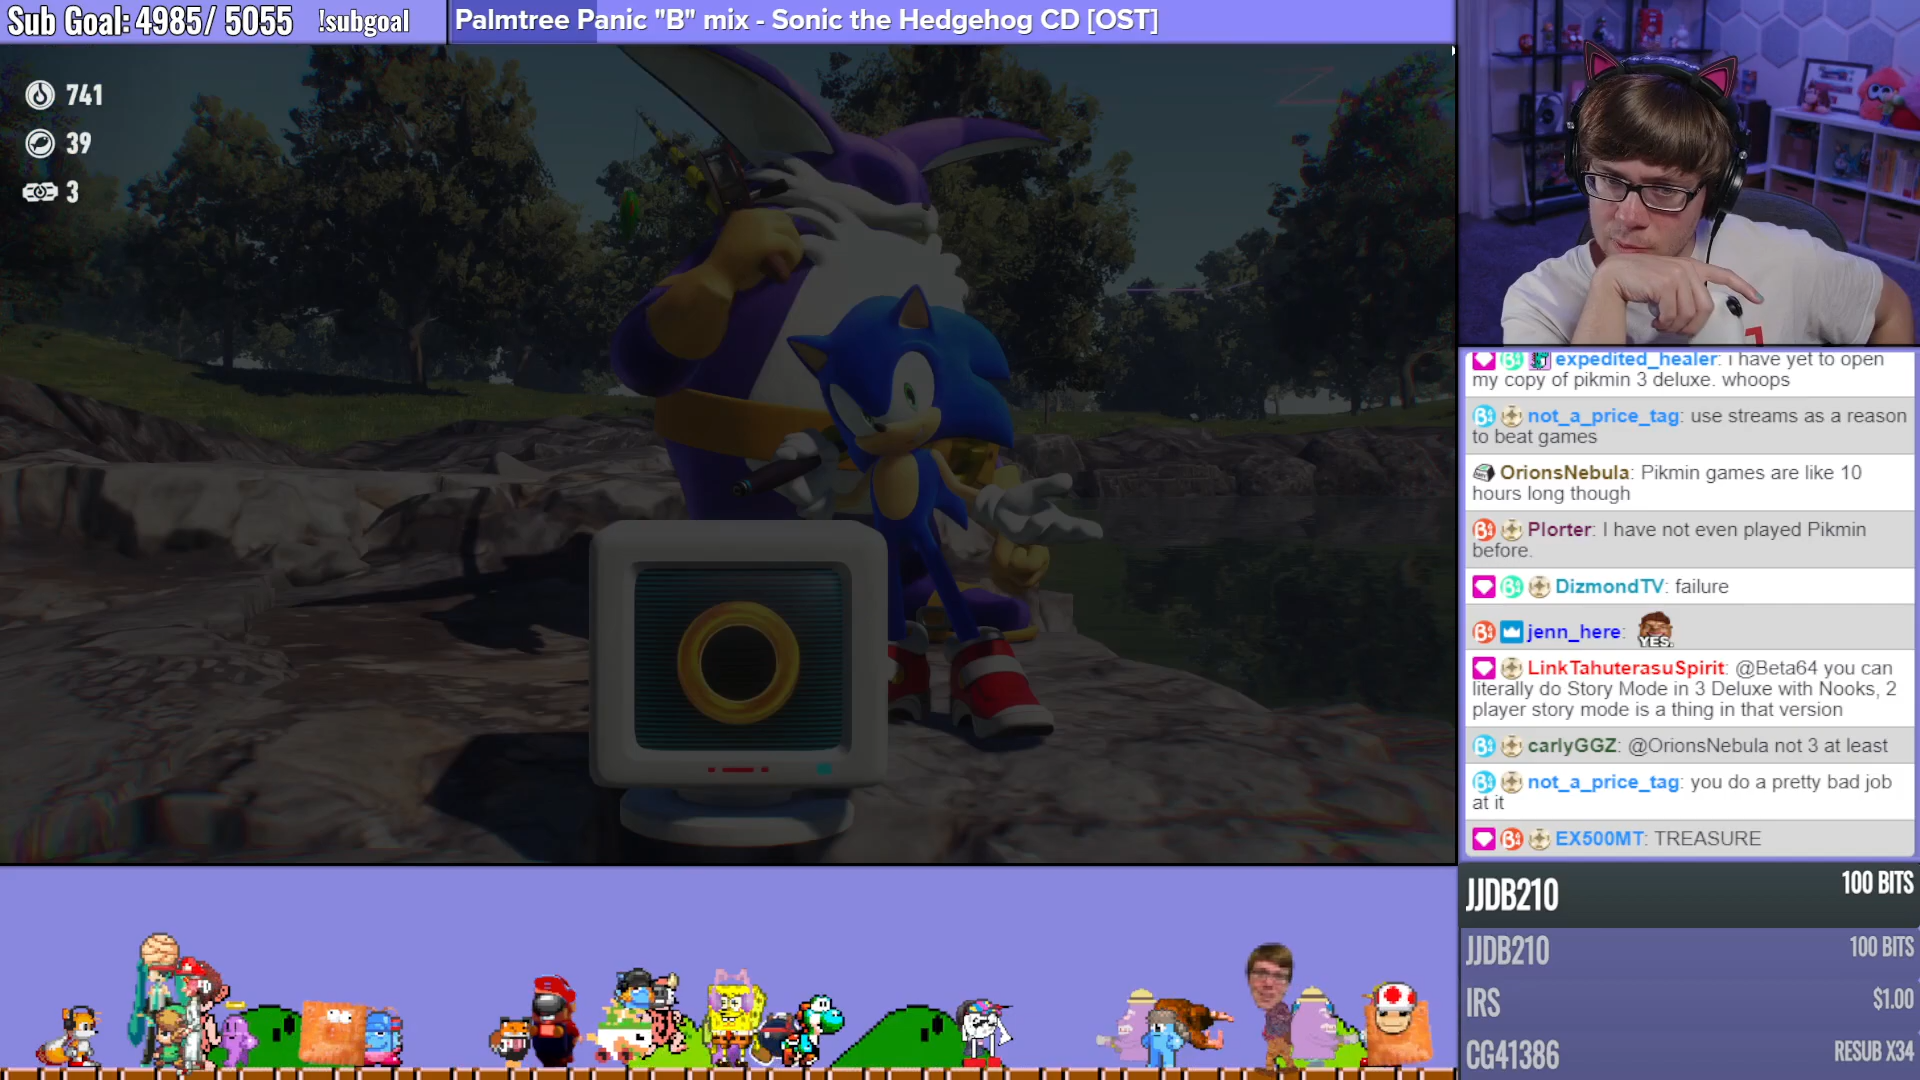 Sub Goal: 4985/ 5055 !subgoal
Palmtree Panic "B" mix - Sonic the Hedgehog CD [OST]
741
39
3
expedited_healer: i have yet to open
my copy of pikmin 3 deluxe. whoops
not_a_price_tag: use streams as a reason
to beat games
OrionsNebula: Pikmin games are like 10
hours long though
Plorter: I have not even played Pikmin
before.
DizmondTV: failure
jenn_here: YES.
LinkTahuterasuSpirit: @Beta64 you can
literally do Story Mode in 3 Deluxe with Nooks, 2
player story mode is a thing in that version
carlyGGZ: @OrionsNebula not 3 at least
not_a_price_tag: you do a pretty bad job
at it
EX500MT: TREASURE
JJDB210 100 BITS
JJDB210 100 BITS
IRS $1.00
CG41386 RESUB X34